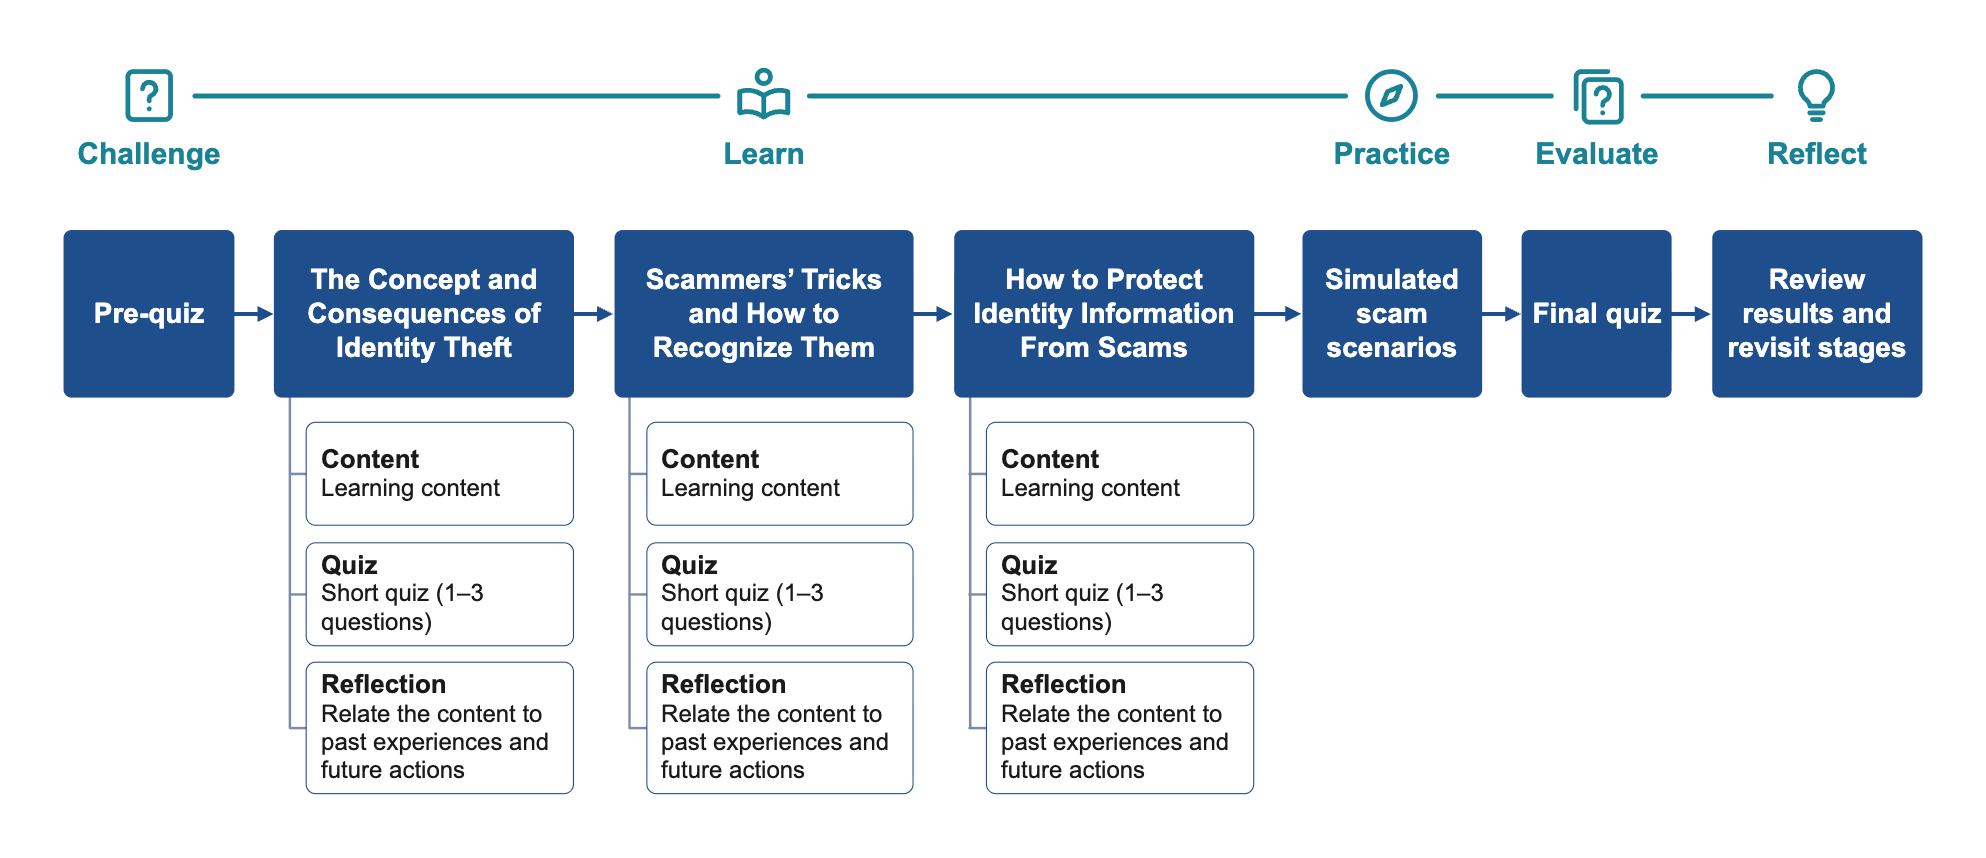 ?
?
Challenge
Learn
Practice
Evaluate
Reflect
Pre-quiz
The Concept and
Consequences of
Identity Theft
Scammers’ Tricks
and How to
Recognize Them
How to Protect
Identity Information
From Scams
Simulated
scam
scenarios
Final quiz
Review
results and
revisit stages
Content
Learning content
Quiz
Short quiz (1–3
questions)
Reflection
Relate the content to
past experiences and
future actions
Content
Learning content
Quiz
Short quiz (1–3
questions)
Reflection
Relate the content to
past experiences and
future actions
Content
Learning content
Quiz
Short quiz (1–3
questions)
Reflection
Relate the content to
past experiences and
future actions